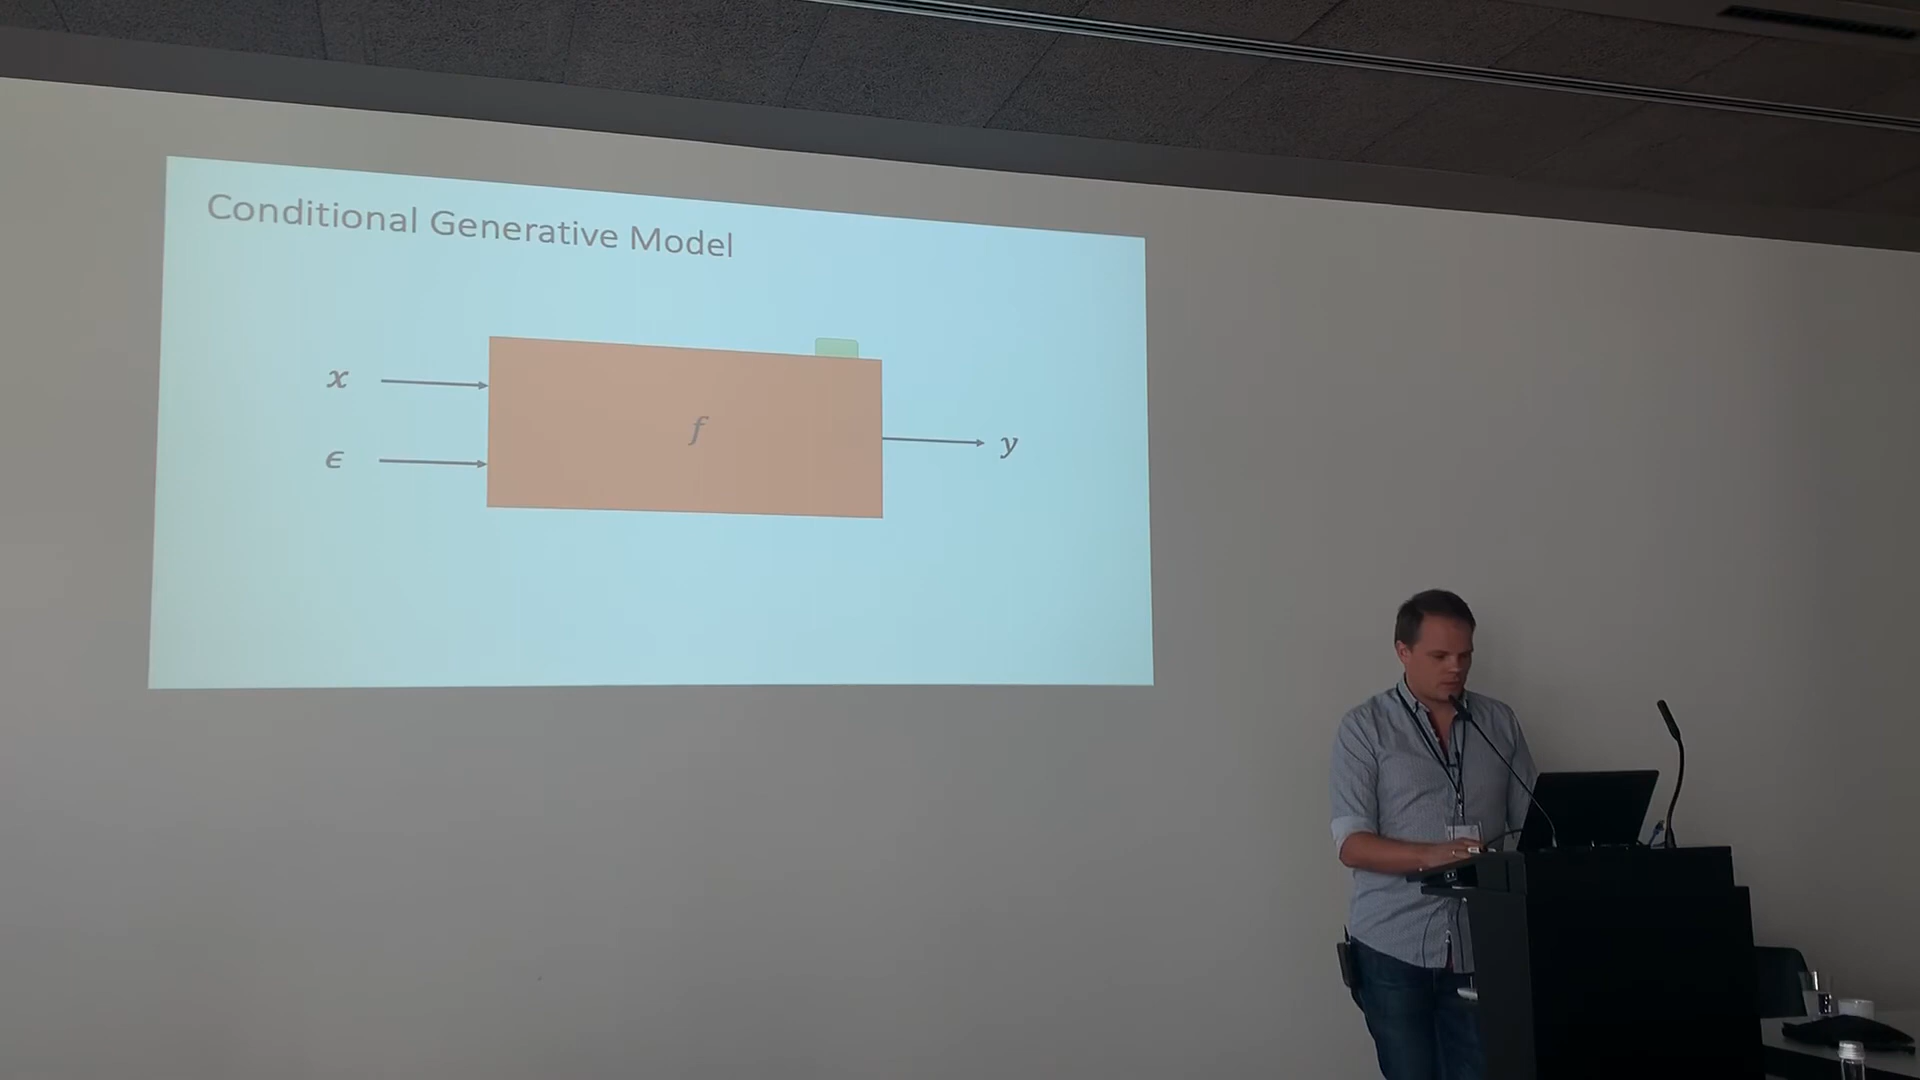 Conditional Generative Model
x
f
ϵ
y